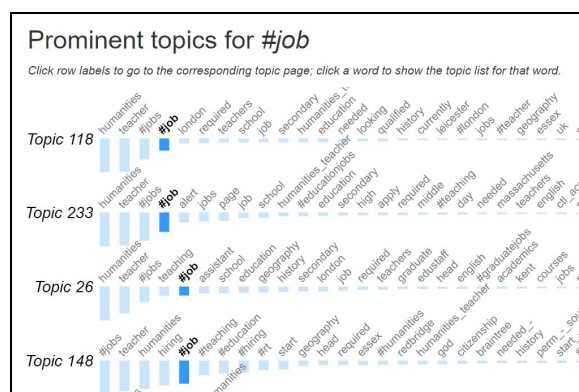 Prominent topics for #job
Click row labels to go to the corresponding topic page; click a word to show the topic list for that word.
Topic 118
humanities teacher #jobs #job london required teachers school job secondary education needed looking qualified history currently leicester #london jobs #teacher geography essex uk
Topic 233
humanities teacher #jobs #job alert jobs page job school humanities_teacher #educationjobs education secondary high apply required middle #teaching day needed massachusetts teachers english
Topic 26
humanities teacher #jobs teaching #job assistant school education geography history secondary london job required teachers graduate edustaff head english #graduatejobs academics kent courses jobs
Topic 148
#jobs teacher humanities hiring #job #teaching #education #hiring #rt start geography head required essex #humanities redbridge humanities_teacher god citizenship braintree needed_- history